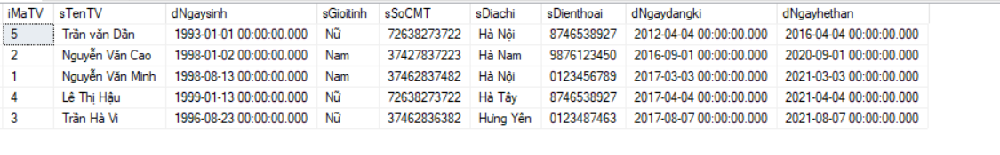 iMaTV sTenTV dNgaysinh sGioitinh sSoCMT sDiachi sDienthoai dNgaydangki dNgayhethan
5 Trần văn Dần 1993-01-01 00:00:00.000 Nữ 72638273722 Hà Nội 8746538927 2012-04-04 00:00:00.000 2016-04-04 00:00:00.000
2 Nguyễn Văn Cao 1998-01-02 00:00:00.000 Nam 37427837223 Hà Nam 9876123450 2016-09-01 00:00:00.000 2020-09-01 00:00:00.000
1 Nguyễn Văn Minh 1998-08-13 00:00:00.000 Nam 37462837482 Hà Nội 0123456789 2017-03-03 00:00:00.000 2021-03-03 00:00:00.000
4 Lê Thị Hậu 1999-01-13 00:00:00.000 Nữ 72638273722 Hà Tây 8746538927 2017-04-04 00:00:00.000 2021-04-04 00:00:00.000
3 Trần Hà Vi 1996-08-23 00:00:00.000 Nữ 37462836382 Hưng Yên 0123487463 2017-08-07 00:00:00.000 2021-08-07 00:00:00.000